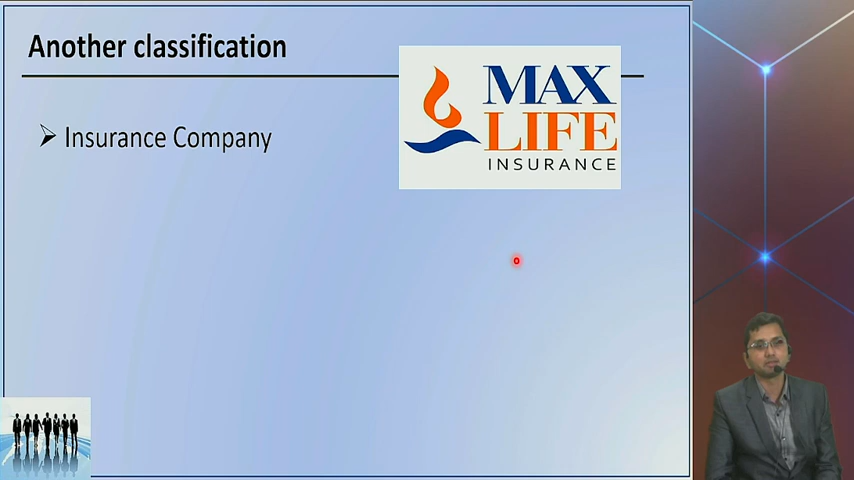 Another classification
MAX
LIFE
INSURANCE
➢ Insurance Company